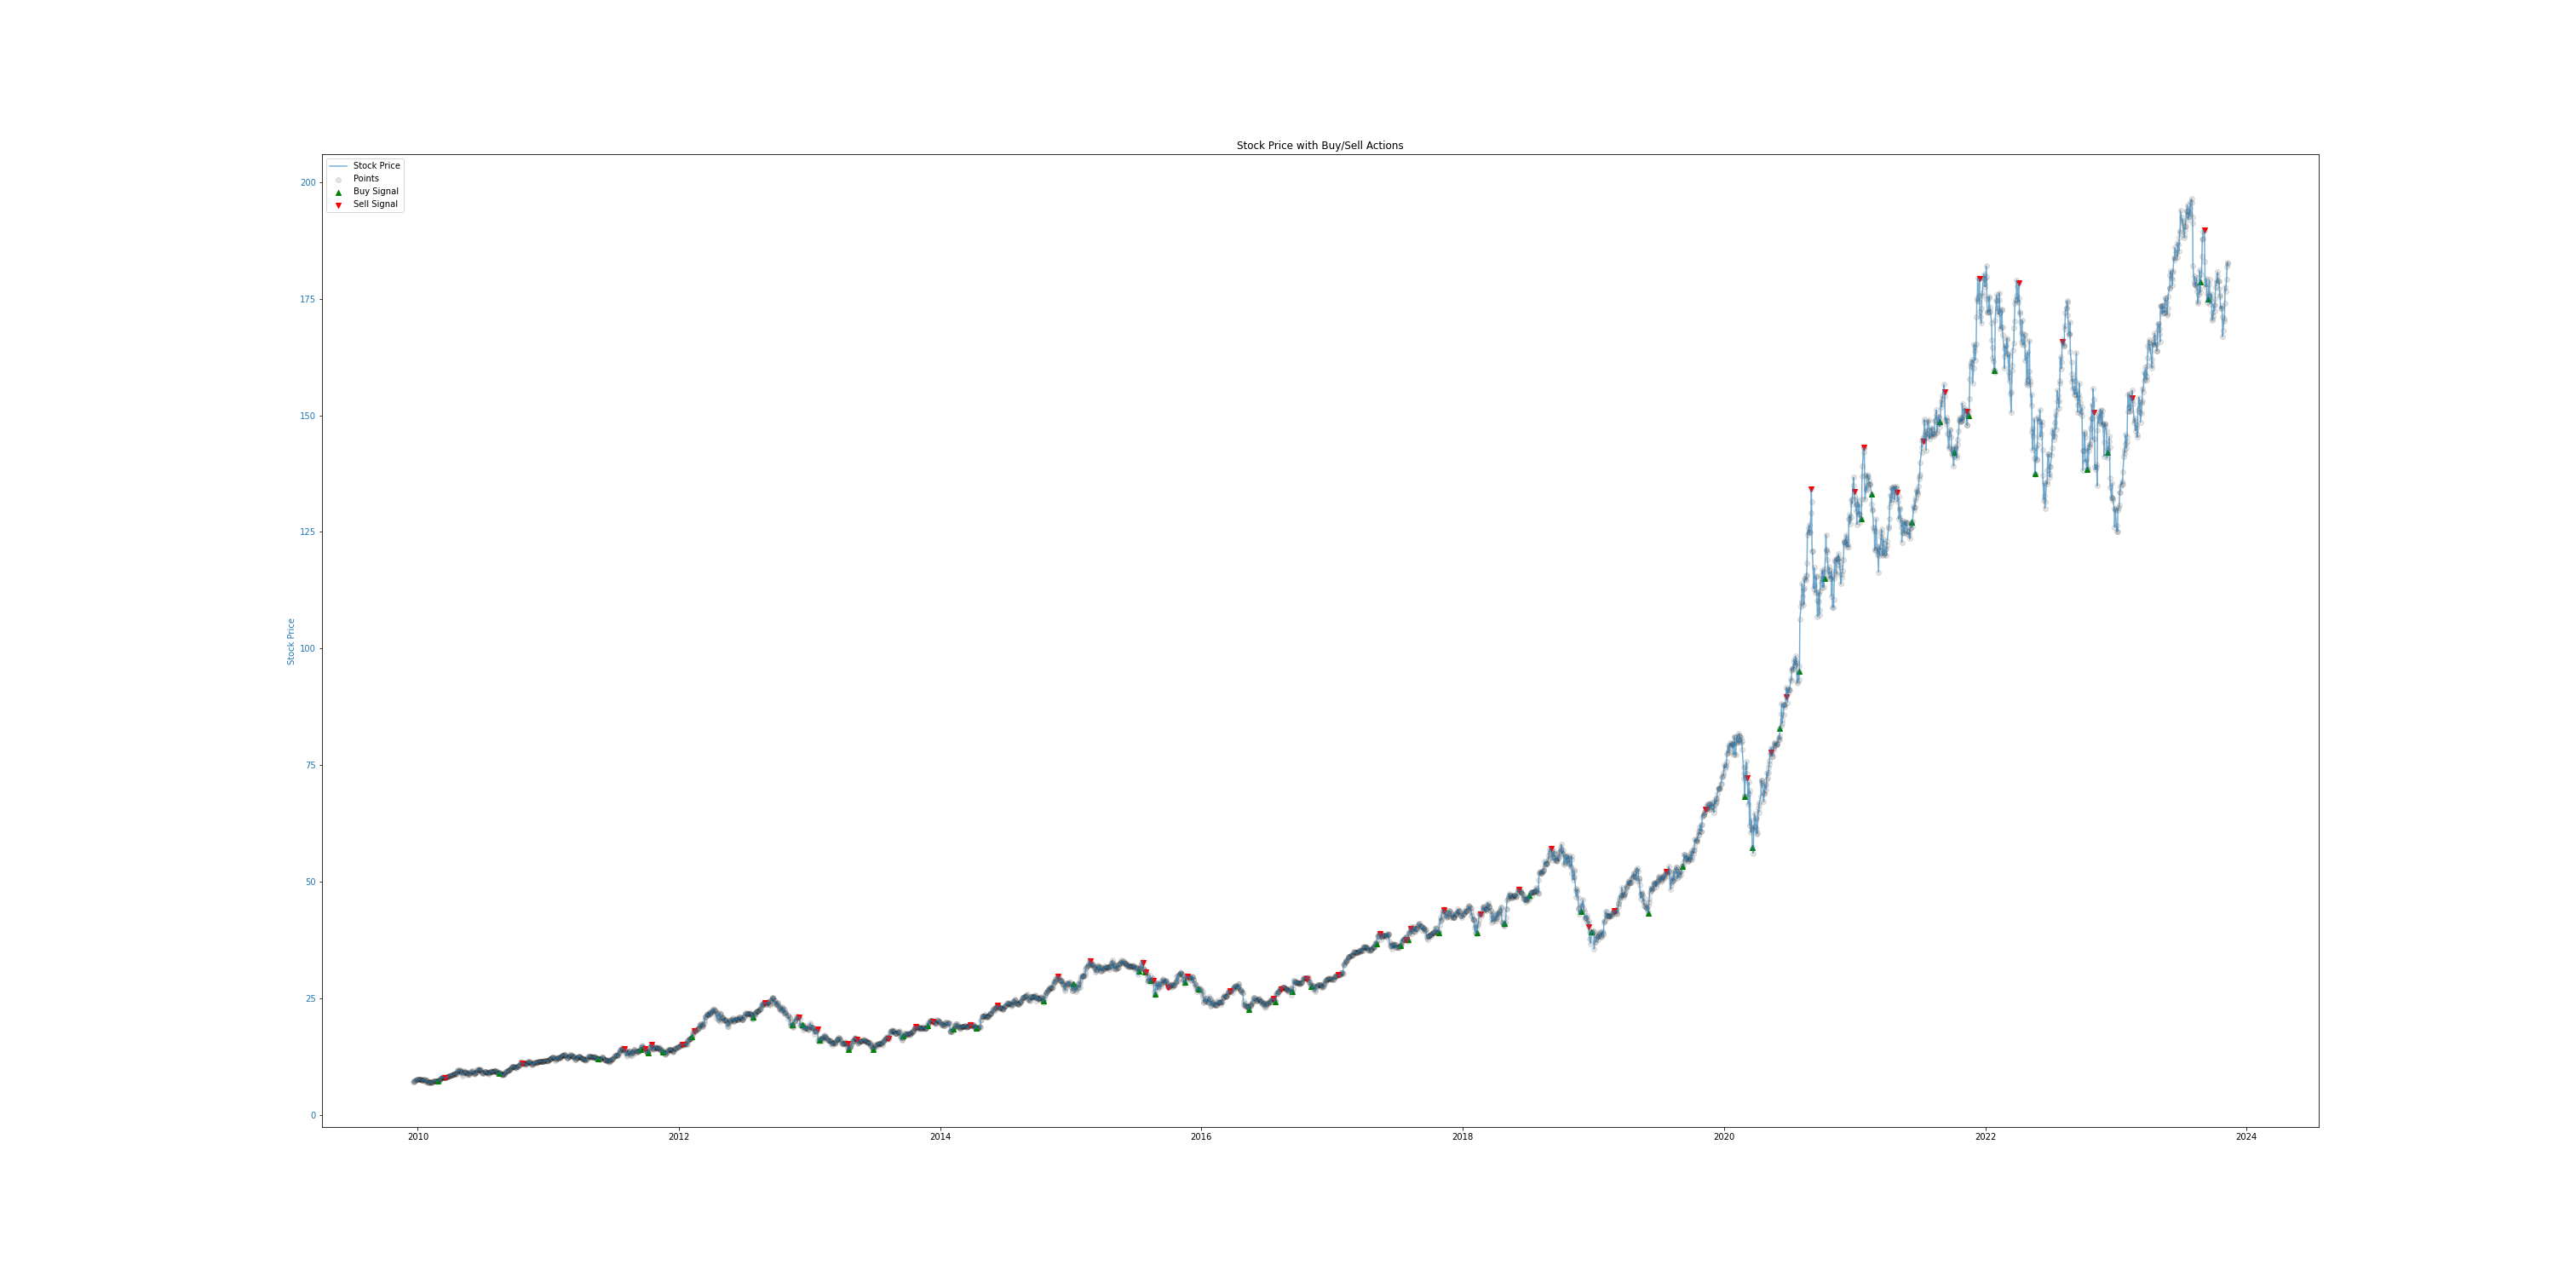 Stock Price with Buy/Sell Actions
Stock Price
Points
Buy Signal
Sell Signal
200
175
150
125
100
75
50
25
0
Stock Price
2010 2012 2014 2016 2018 2020 2022 2024